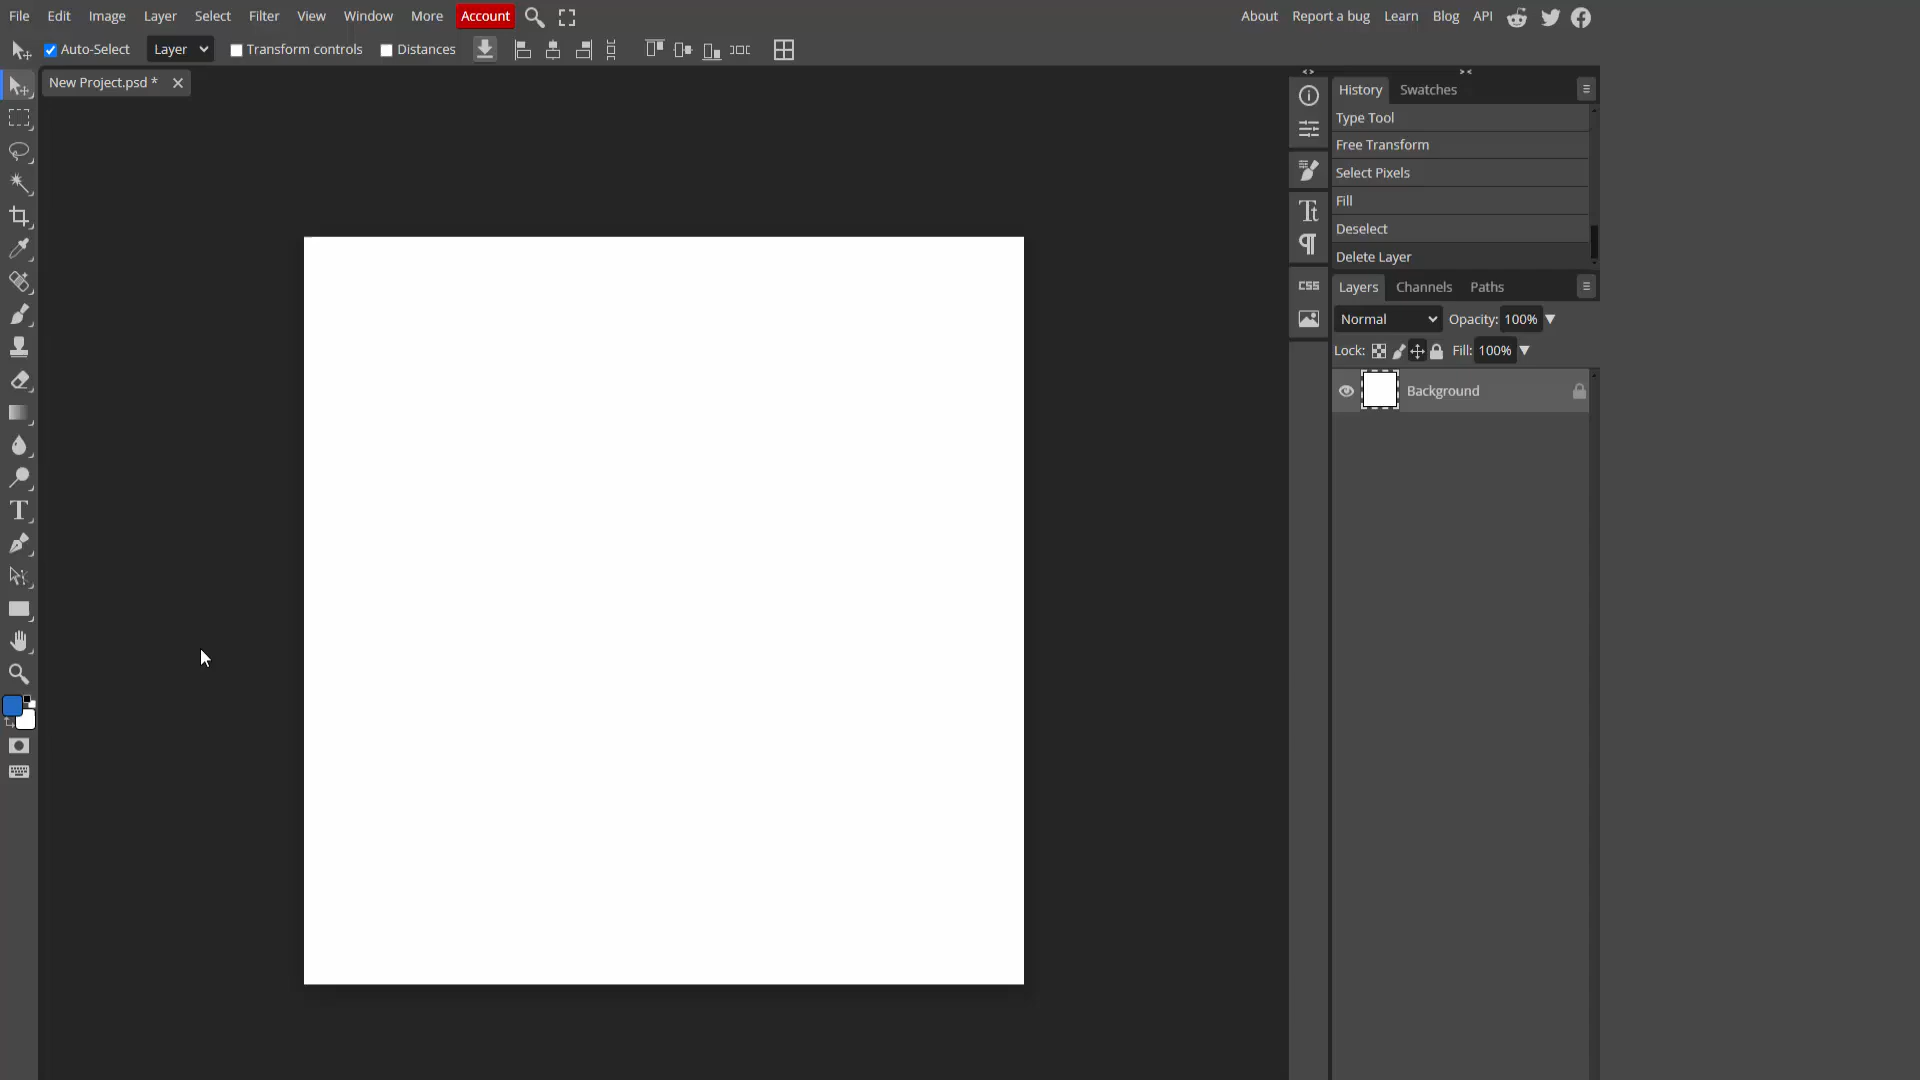 File Edit Image Layer Select Filter View Window More Account About Report a bug Learn Blog API
Auto-Select Layer Transform controls Distances
New Project.psd *
History Swatches
Type Tool
Free Transform
Select Pixels
Fill
Deselect
Delete Layer
Layers Channels Paths
Normal Opacity: 100%
Lock: Fill: 100%
Background
CSS